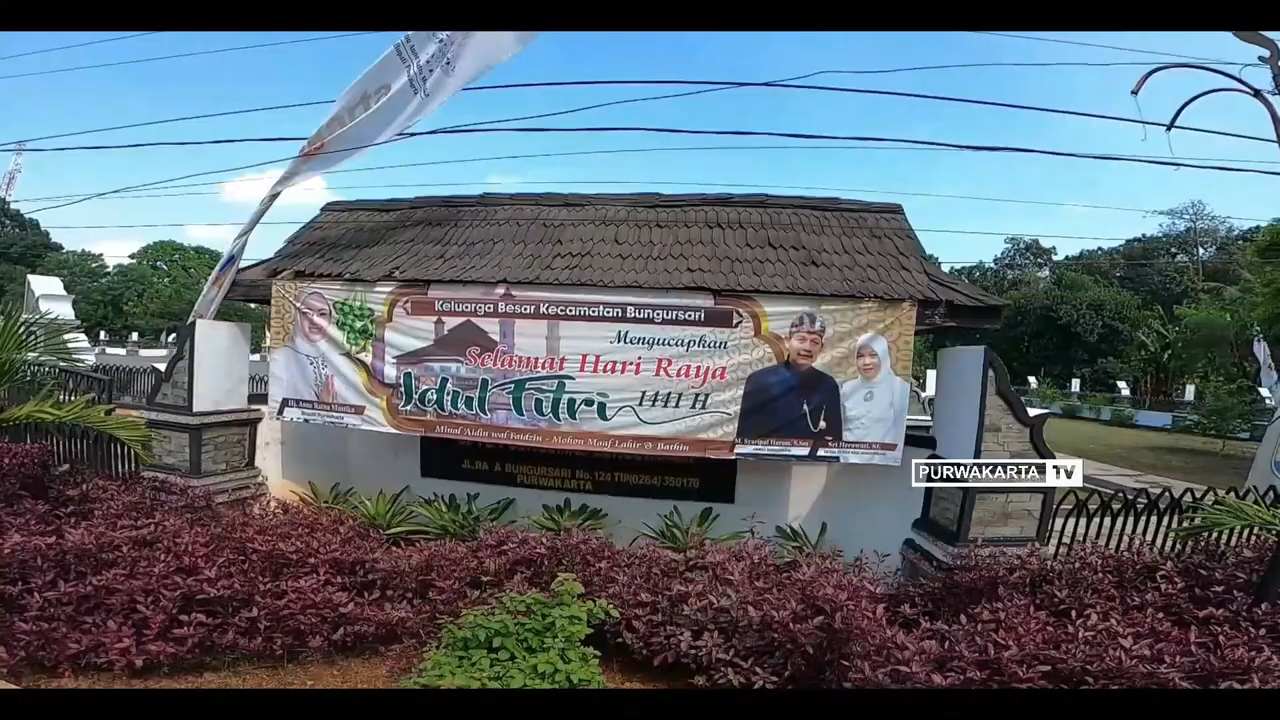 Keluarga Besar Kecamatan Bungursari
Mengucapkan
Selamat Hari Raya
Idul Fitri 1441 H
Minal 'Aidin wal Faidzin - Mohon Maaf Lahir & Bathin
Hj. Anne Ratna Mustika
M. Syaripul Harum, S.Sos
Sri Herawati, SE
JL.RA A BUNGURSARI No.124 Tlp(0264) 350176
PURWAKARTA
PURWAKARTA TV